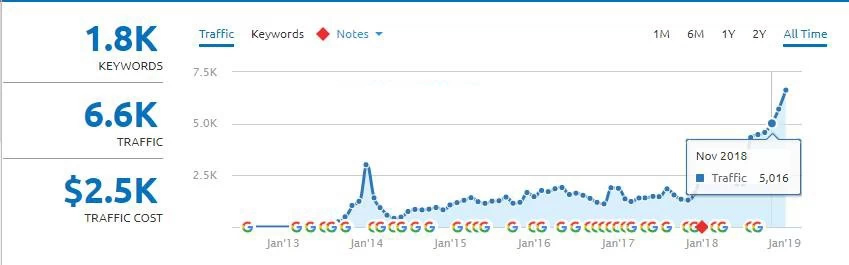 1.8K
KEYWORDS
6.6K
TRAFFIC
$2.5K
TRAFFIC COST
Traffic Keywords Notes 1M 6M 1Y 2Y All Time
7.5K
5.0K
2.5K
Nov 2018
Traffic 5,016
Jan'13 Jan'14 Jan'15 Jan'16 Jan'17 Jan'18 Jan'19